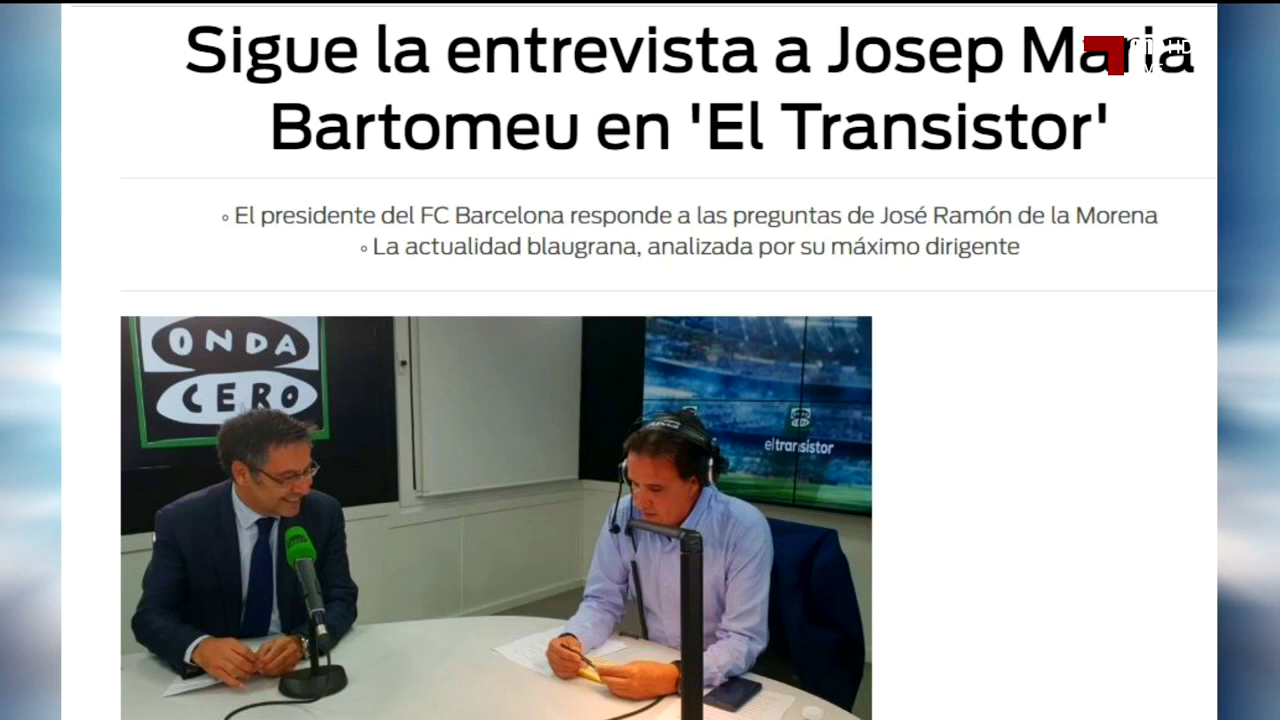 Sigue la entrevista a Josep Maria
Bartomeu en 'El Transistor'
◦ El presidente del FC Barcelona responde a las preguntas de José Ramón de la Morena
◦ La actualidad blaugrana, analizada por su máximo dirigente
ONDA
CERO
eltransistor